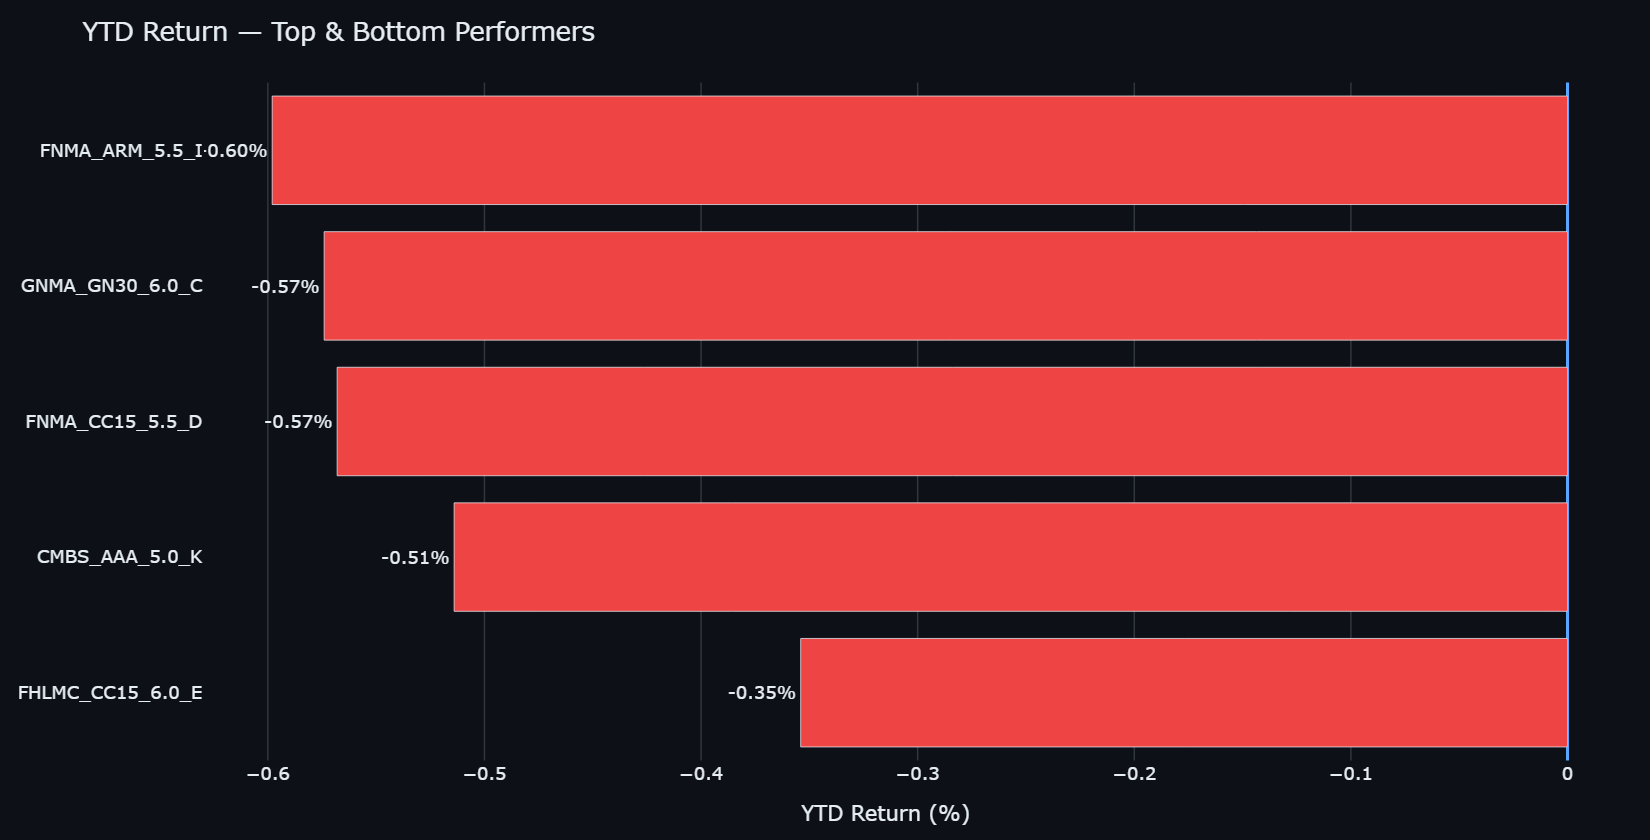 YTD Return — Top & Bottom Performers
FNMA_ARM_5.5_I
0.60%
GNMA_GN30_6.0_C
-0.57%
FNMA_CC15_5.5_D
-0.57%
CMBS_AAA_5.0_K
-0.51%
FHLMC_CC15_6.0_E
-0.35%
−0.6 −0.5 −0.4 −0.3 −0.2 −0.1 0
YTD Return (%)